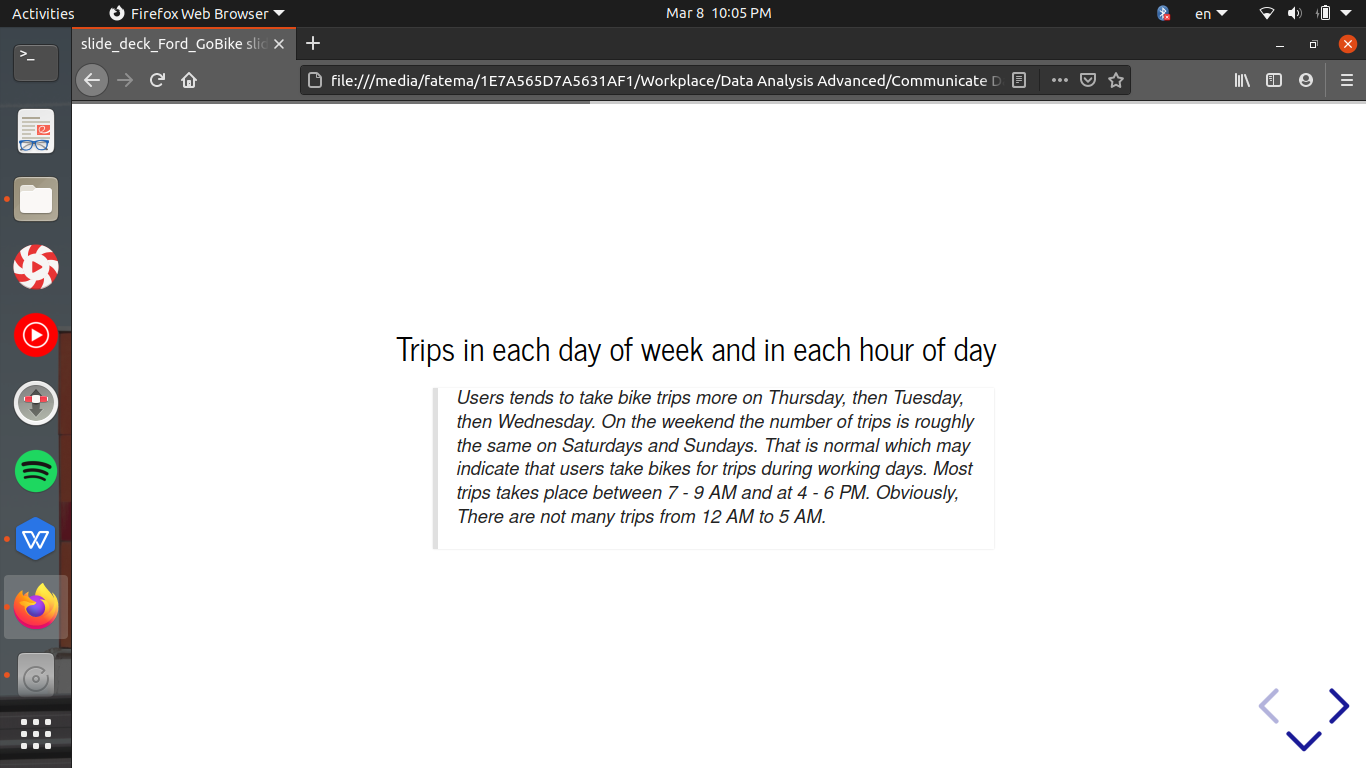 Activities
Firefox Web Browser
Mar 8 10:05 PM
en
slide_deck_Ford_GoBike slid
file:///media/fatema/1E7A565D7A5631AF1/Workplace/Data Analysis Advanced/Communicate D
Trips in each day of week and in each hour of day
Users tends to take bike trips more on Thursday, then Tuesday,
then Wednesday. On the weekend the number of trips is roughly
the same on Saturdays and Sundays. That is normal which may
indicate that users take bikes for trips during working days. Most
trips takes place between 7 - 9 AM and at 4 - 6 PM. Obviously,
There are not many trips from 12 AM to 5 AM.